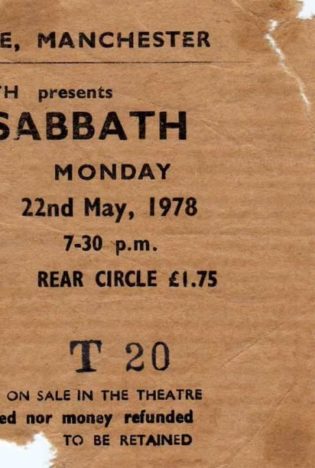 E, MANCHESTER
TH presents
SABBATH
MONDAY
22nd May, 1978
7-30 p.m.
REAR CIRCLE £1.75
T 20
ON SALE IN THE THEATRE
ed nor money refunded
TO BE RETAINED